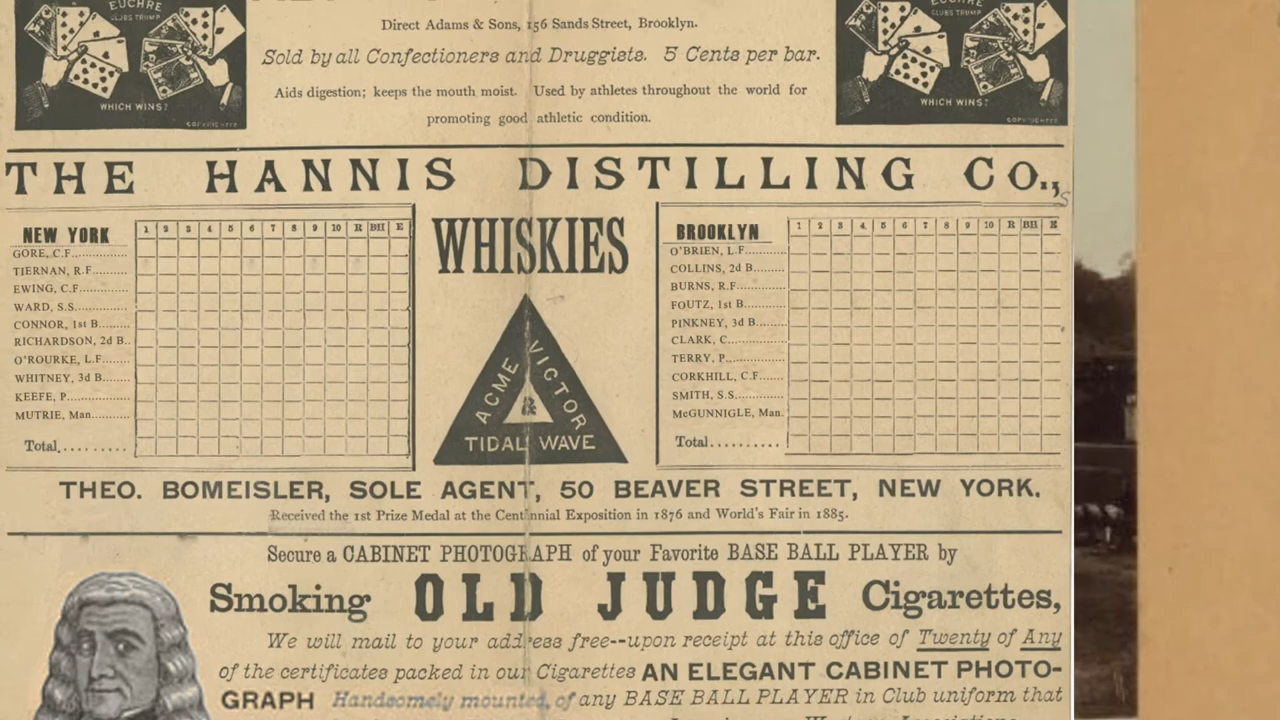 EUCHRE
CLUBS TRUMP
WHICH WINS?
COPYRIGHTED
Direct Adams & Sons, 156 Sands Street, Brooklyn.
Sold by all Confectioners and Druggists. 5 Cents per bar.
Aids digestion; keeps the mouth moist. Used by athletes throughout the world for
promoting good athletic condition.
EUCHRE
CLUBS TRUMP
WHICH WINS?
COPYRIGHTED
THE HANNIS DISTILLING CO.,
NEW YORK 1 2 3 4 5 6 7 8 9 10 R BH E
GORE, C.F.............
TIERNAN, R.F.........
EWING, C.F............
WARD, S.S.............
CONNOR, 1st B........
RICHARDSON, 2d B..
O'ROURKE, L.F........
WHITNEY, 3d B........
KEEFE, P...............
MUTRIE, Man..........
Total..........
WHISKIES
ACME VICTOR
&
TIDAL WAVE
BROOKLYN 1 2 3 4 5 6 7 8 9 10 R BH E
O'BRIEN, L.F...........
COLLINS, 2d B.........
BURNS, R.F.............
FOUTZ, 1st B...........
PINKNEY, 3d B........
CLARK, C...............
TERRY, P...............
CORKHILL, C.F.......
SMITH, S.S.............
McGUNNIGLE, Man.
Total..........
THEO. BOMEISLER, SOLE AGENT, 50 BEAVER STREET, NEW YORK.
Received the 1st Prize Medal at the Centennial Exposition in 1876 and World's Fair in 1885.
Secure a CABINET PHOTOGRAPH of your Favorite BASE BALL PLAYER by
Smoking OLD JUDGE Cigarettes,
We will mail to your address free--upon receipt at this office of Twenty of Any
of the certificates packed in our Cigarettes AN ELEGANT CABINET PHOTO-
GRAPH Handsomely mounted, of any BASE BALL PLAYER in Club uniform that